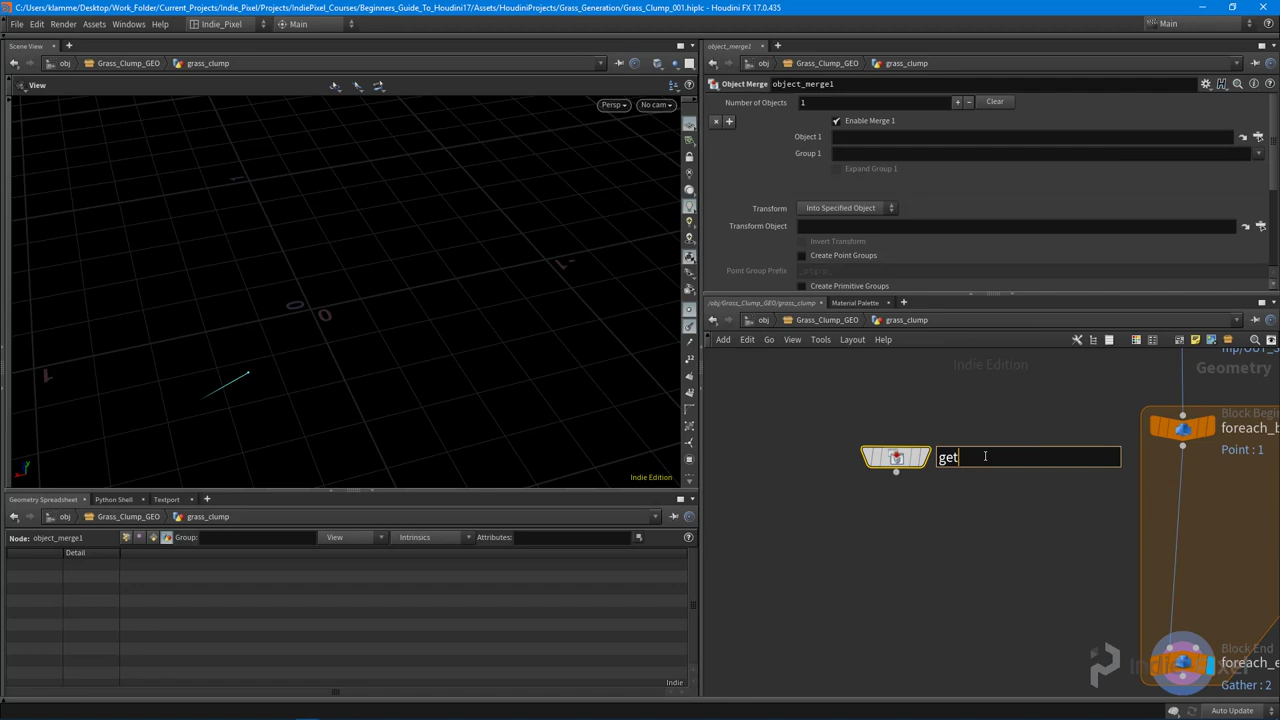 C:/Users/klamme/Desktop/Work_Folder/Current_Projects/Indie_Pixel/Projects/IndiePixel_Courses/Beginners_Guide_To_Houdini17/Assets/HoudiniProjects/Grass_Generation/Grass_Clump_001.hiplc - Houdini FX 17.0.435
File Edit Render Assets Windows Help Indie_Pixel Main Main
Scene View
obj Grass_Clump_GEO grass_clump
View
Persp No cam
1
-1
0 0
1
Indie Edition
Geometry Spreadsheet Python Shell Textport
obj Grass_Clump_GEO grass_clump
Node: object_merge1 Group: View Intrinsics Attributes:
Detail
Indie
object_merge1
obj Grass_Clump_GEO grass_clump
Object Merge object_merge1
Number of Objects 1 Clear
Enable Merge 1
Object 1
Group 1
Expand Group 1
Transform Into Specified Object
Transform Object
Invert Transform
Create Point Groups
Point Group Prefix
Create Primitive Groups
/obj/Grass_Clump_GEO/grass_clump Material Palette
obj Grass_Clump_GEO grass_clump
Add Edit Go View Tools Layout Help
Indie Edition
Geometry
get
Block Begin
foreach_b
Point : 1
Block End
foreach_e
Gather : 2
Auto Update